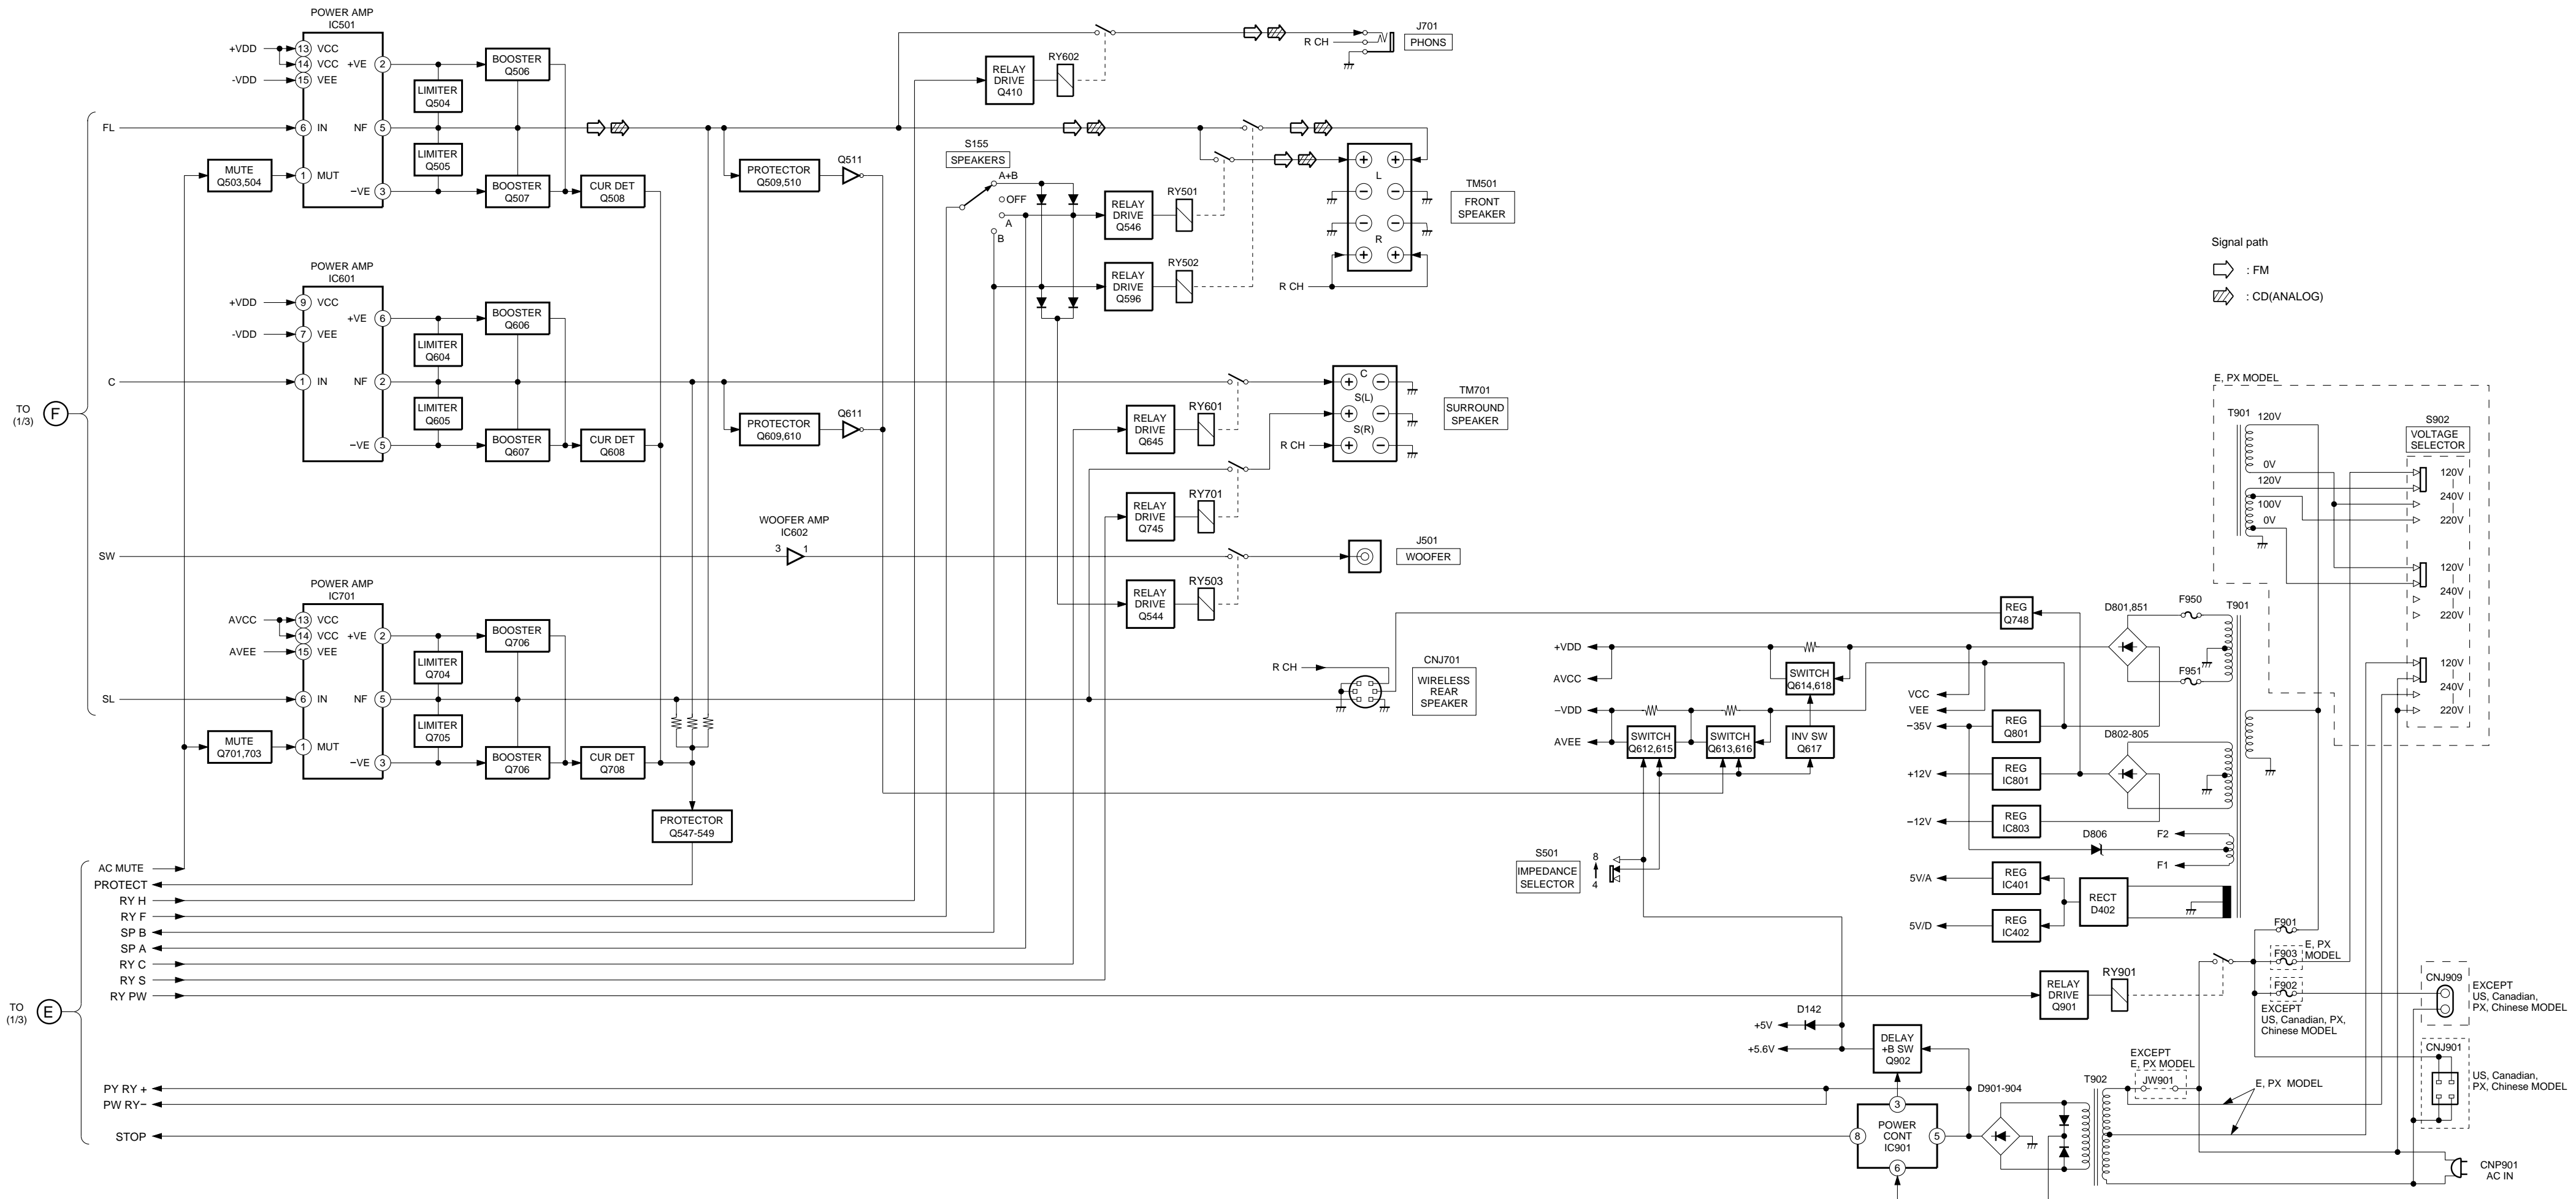 POWER AMP
IC501
+VDD
-VDD
13 VCC
14 VCC
15 VEE
+VE 2
6 IN
NF 5
1 MUT
−VE 3
FL
MUTE
Q503,504
LIMITER
Q504
LIMITER
Q505
BOOSTER
Q506
BOOSTER
Q507
CUR DET
Q508
PROTECTOR
Q509,510
Q511
RELAY
DRIVE
Q410
RY602
R CH
J701
PHONS
S155
SPEAKERS
A+B
OFF
A
B
RELAY
DRIVE
Q546
RY501
RELAY
DRIVE
Q596
RY502
R CH
L
R
TM501
FRONT
SPEAKER
Signal path
: FM
: CD(ANALOG)
POWER AMP
IC601
+VDD
-VDD
9 VCC
7 VEE
+VE 6
1 IN
NF 2
−VE 5
C
LIMITER
Q604
LIMITER
Q605
BOOSTER
Q606
BOOSTER
Q607
CUR DET
Q608
PROTECTOR
Q609,610
Q611
RELAY
DRIVE
Q645
RY601
RELAY
DRIVE
Q745
RY701
C
S(L)
S(R)
R CH
TM701
SURROUND
SPEAKER
TO
(1/3)
F
SW
WOOFER AMP
IC602
3
1
J501
WOOFER
RELAY
DRIVE
Q544
RY503
POWER AMP
IC701
AVCC
AVEE
13 VCC
14 VCC
15 VEE
+VE 2
6 IN
NF 5
1 MUT
−VE 3
SL
MUTE
Q701,703
LIMITER
Q704
LIMITER
Q705
BOOSTER
Q706
BOOSTER
Q706
CUR DET
Q708
PROTECTOR
Q547-549
R CH
CNJ701
WIRELESS
REAR
SPEAKER
+VDD
AVCC
−VDD
AVEE
SWITCH
Q614,618
SWITCH
Q612,615
SWITCH
Q613,616
INV SW
Q617
S501
IMPEDANCE
SELECTOR
8
4
REG
Q748
VCC
VEE
−35V
REG
Q801
+12V
REG
IC801
−12V
REG
IC803
5V/A
REG
IC401
5V/D
REG
IC402
RECT
D402
D801,851
F950
F951
T901
D802-805
D806
F2
F1
E, PX MODEL
T901
120V
0V
120V
100V
0V
S902
VOLTAGE
SELECTOR
120V
240V
220V
120V
240V
220V
120V
240V
220V
F901
F903
E, PX
MODEL
F902
EXCEPT
US, Canadian, PX,
Chinese MODEL
CNJ909
EXCEPT
US, Canadian,
PX, Chinese MODEL
CNJ901
US, Canadian,
PX, Chinese MODEL
RELAY
DRIVE
Q901
RY901
AC MUTE
PROTECT
RY H
RY F
SP B
SP A
RY C
RY S
RY PW
PY RY +
PW RY−
STOP
TO
(1/3)
E
D142
+5V
+5.6V
DELAY
+B SW
Q902
3
8
POWER
CONT
IC901
5
6
D901-904
T902
EXCEPT
E, PX MODEL
JW901
E, PX MODEL
CNP901
AC IN